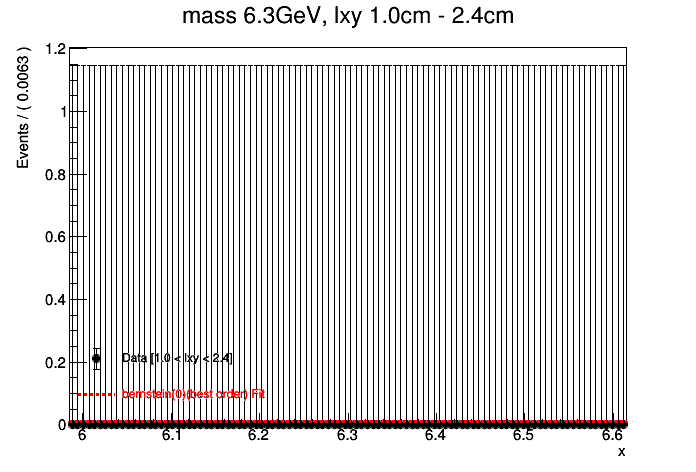 mass 6.3GeV, lxy 1.0cm - 2.4cm
Events / ( 0.0063 )
1.2
1
0.8
0.6
0.4
0.2
0
Data [1.0 < lxy < 2.4]
bernstein[0](best order) Fit
6 6.1 6.2 6.3 6.4 6.5 6.6
x